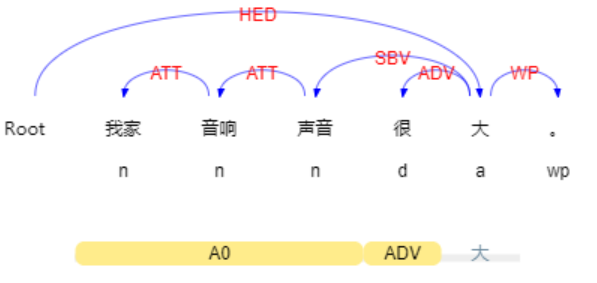 HED
SBV
ATT ATT ADV WP
Root 我家 音响 声音 很 大 。
n n n d a wp
A0 ADV 大